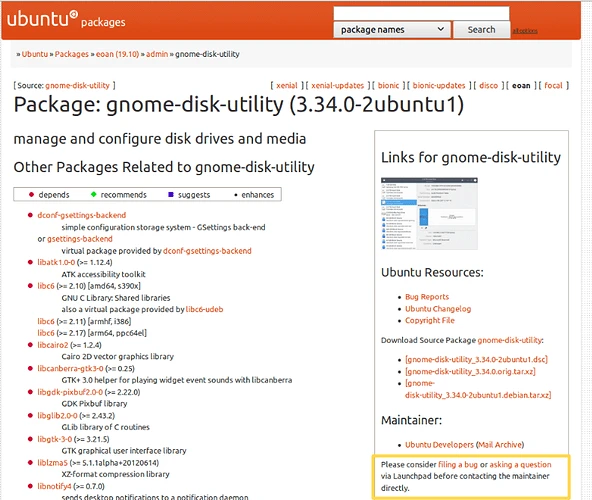 ubuntu packages
package names
Search
all options
» Ubuntu » Packages » eoan (19.10) » admin » gnome-disk-utility
[ Source: gnome-disk-utility ]
[ xenial ] [ xenial-updates ] [ bionic ] [ bionic-updates ] [ disco ] [ eoan ] [ focal ]
Package: gnome-disk-utility (3.34.0-2ubuntu1)
manage and configure disk drives and media
Other Packages Related to gnome-disk-utility
depends
recommends
suggests
enhances
dconf-gsettings-backend
simple configuration storage system - GSettings back-end
or gsettings-backend
virtual package provided by dconf-gsettings-backend
libatk1.0-0 (>= 1.12.4)
ATK accessibility toolkit
libc6 (>= 2.10) [amd64, s390x]
GNU C Library: Shared libraries
also a virtual package provided by libc6-udeb
libc6 (>= 2.11) [armhf, i386]
libc6 (>= 2.17) [arm64, ppc64el]
libcairo2 (>= 1.2.4)
Cairo 2D vector graphics library
libcanberra-gtk3-0 (>= 0.25)
GTK+ 3.0 helper for playing widget event sounds with libcanberra
libgdk-pixbuf2.0-0 (>= 2.22.0)
GDK Pixbuf library
libglib2.0-0 (>= 2.43.2)
GLib library of C routines
libgtk-3-0 (>= 3.21.5)
GTK graphical user interface library
liblzma5 (>= 5.1.1alpha+20120614)
XZ-format compression library
libnotify4 (>= 0.7.0)
sends desktop notifications to a notification daemon
Links for gnome-disk-utility
Ubuntu Resources:
Bug Reports
Ubuntu Changelog
Copyright File
Download Source Package gnome-disk-utility:
[gnome-disk-utility_3.34.0-2ubuntu1.dsc]
[gnome-disk-utility_3.34.0.orig.tar.xz]
[gnome-
disk-utility_3.34.0-2ubuntu1.debian.tar.xz]
Maintainer:
Ubuntu Developers (Mail Archive)
Please consider filing a bug or asking a question
via Launchpad before contacting the maintainer
directly.